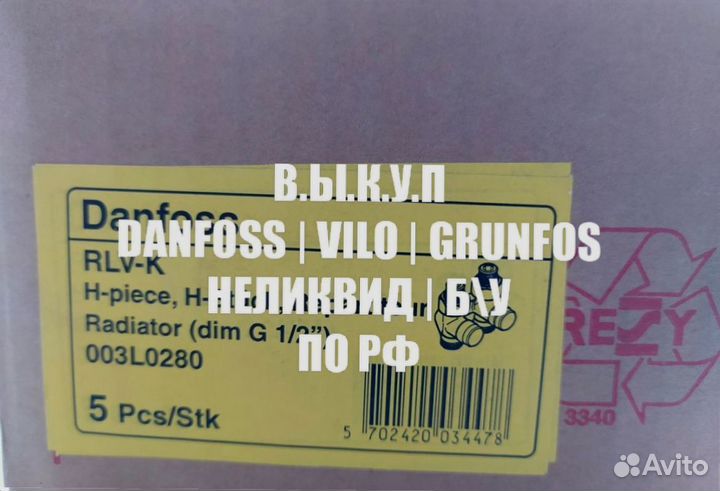 В.Ы.К.У.П
Danfoss
DANFOSS | VILO | GRUNFOS
RLV-K
НЕЛИКВИД | Б\У
H-piece,
Radiator (dim G 1/2")
ПО РФ
003L0280
RESY
5 Pcs/Stk
3340
5 702420 034478
Avito